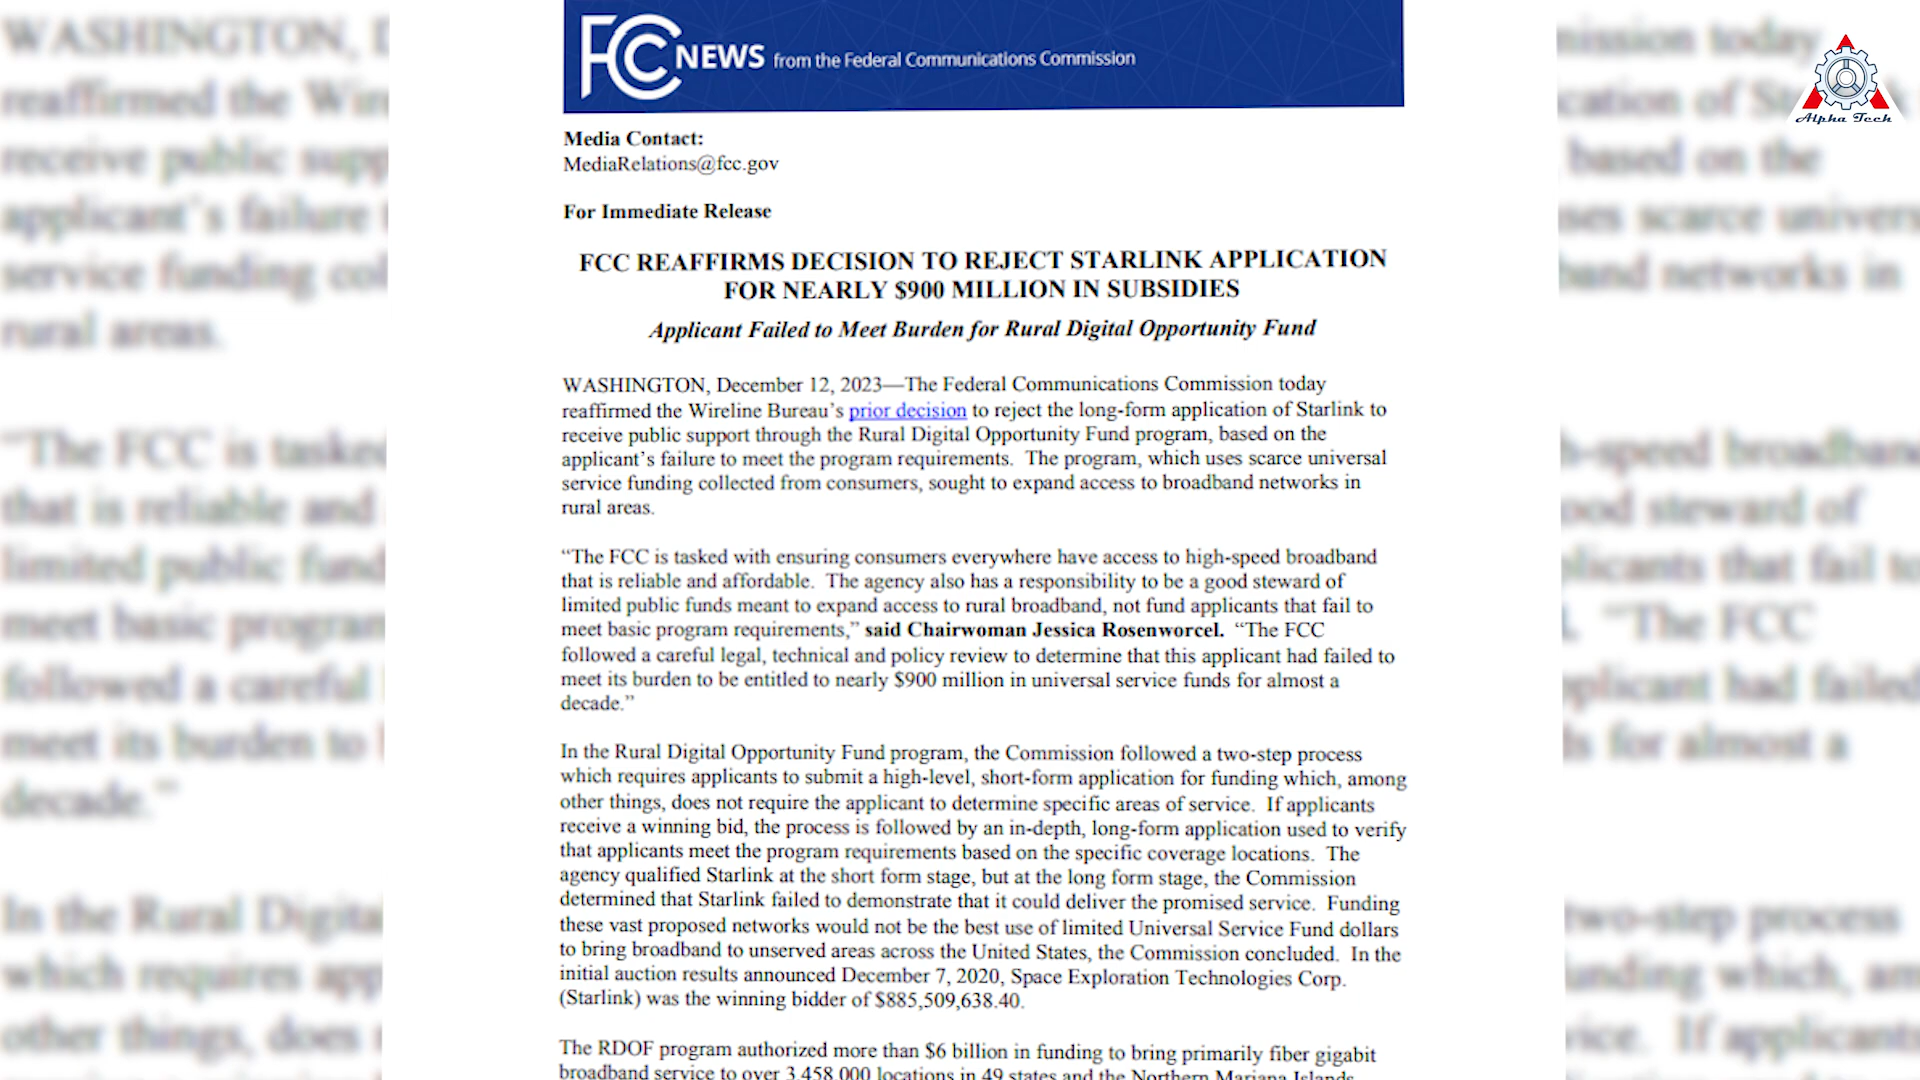 FCC NEWS from the Federal Communications Commission
Alpha Tech
Media Contact:
MediaRelations@fcc.gov
For Immediate Release
FCC REAFFIRMS DECISION TO REJECT STARLINK APPLICATION
FOR NEARLY $900 MILLION IN SUBSIDIES
Applicant Failed to Meet Burden for Rural Digital Opportunity Fund
WASHINGTON, December 12, 2023—The Federal Communications Commission today
reaffirmed the Wireline Bureau’s prior decision to reject the long-form application of Starlink to
receive public support through the Rural Digital Opportunity Fund program, based on the
applicant’s failure to meet the program requirements.  The program, which uses scarce universal
service funding collected from consumers, sought to expand access to broadband networks in
rural areas.
“The FCC is tasked with ensuring consumers everywhere have access to high-speed broadband
that is reliable and affordable.  The agency also has a responsibility to be a good steward of
limited public funds meant to expand access to rural broadband, not fund applicants that fail to
meet basic program requirements,” said Chairwoman Jessica Rosenworcel.  “The FCC
followed a careful legal, technical and policy review to determine that this applicant had failed to
meet its burden to be entitled to nearly $900 million in universal service funds for almost a
decade.”
In the Rural Digital Opportunity Fund program, the Commission followed a two-step process
which requires applicants to submit a high-level, short-form application for funding which, among
other things, does not require the applicant to determine specific areas of service.  If applicants
receive a winning bid, the process is followed by an in-depth, long-form application used to verify
that applicants meet the program requirements based on the specific coverage locations.  The
agency qualified Starlink at the short form stage, but at the long form stage, the Commission
determined that Starlink failed to demonstrate that it could deliver the promised service.  Funding
these vast proposed networks would not be the best use of limited Universal Service Fund dollars
to bring broadband to unserved areas across the United States, the Commission concluded.  In the
initial auction results announced December 7, 2020, Space Exploration Technologies Corp.
(Starlink) was the winning bidder of $885,509,638.40.
The RDOF program authorized more than $6 billion in funding to bring primarily fiber gigabit
broadband service to over 3,458,000 locations in 49 states and the Northern Mariana Islands.